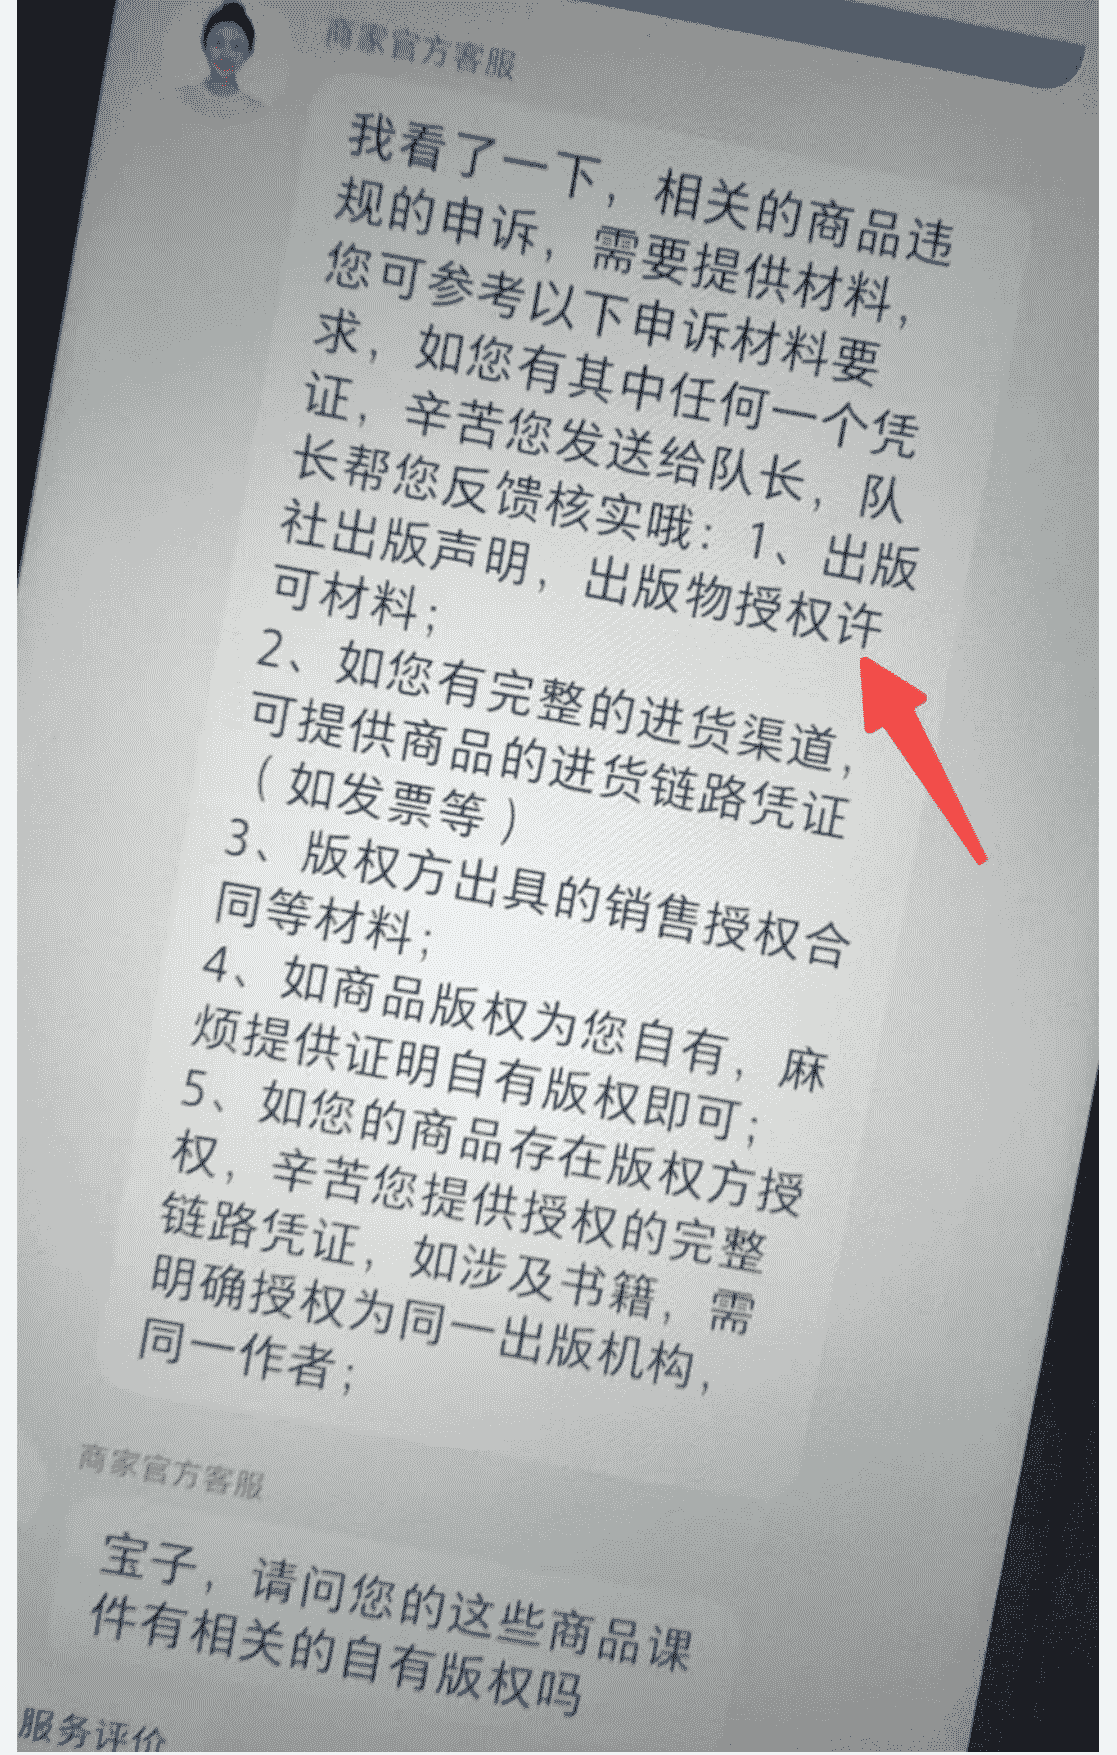 商家官方客服
我看了一下，相关的商品违
规的申诉，需要提供材料，
您可参考以下申诉材料要
求，如您有其中任何一个凭
证，辛苦您发送给队长，队
长帮您反馈核实哦：1、出版
社出版声明，出版物授权许
可材料；
2、如您有完整的进货渠道，
可提供商品的进货链路凭证
（如发票等）
3、版权方出具的销售授权合
同等材料；
4、如商品版权为您自有，麻
烦提供证明自有版权即可；
5、如您的商品存在版权方授
权，辛苦您提供授权的完整
链路凭证，如涉及书籍，需
明确授权为同一出版机构，
同一作者；
商家官方客服
宝子，请问您的这些商品课
件有相关的自有版权吗
服务评价